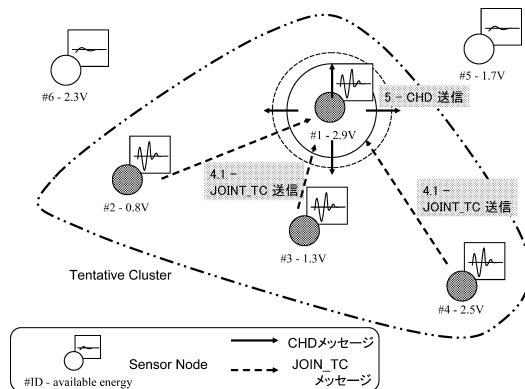 #6 - 2.3V
#5 - 1.7V
5 - CHD 送信
#1 - 2.9V
4.1 -
JOINT_TC 送信
4.1 -
JOINT_TC 送信
#2 - 0.8V
#3 - 1.3V
#4 - 2.5V
Tentative Cluster
CHDメッセージ
Sensor Node
JOIN_TC
メッセージ
#ID - available energy